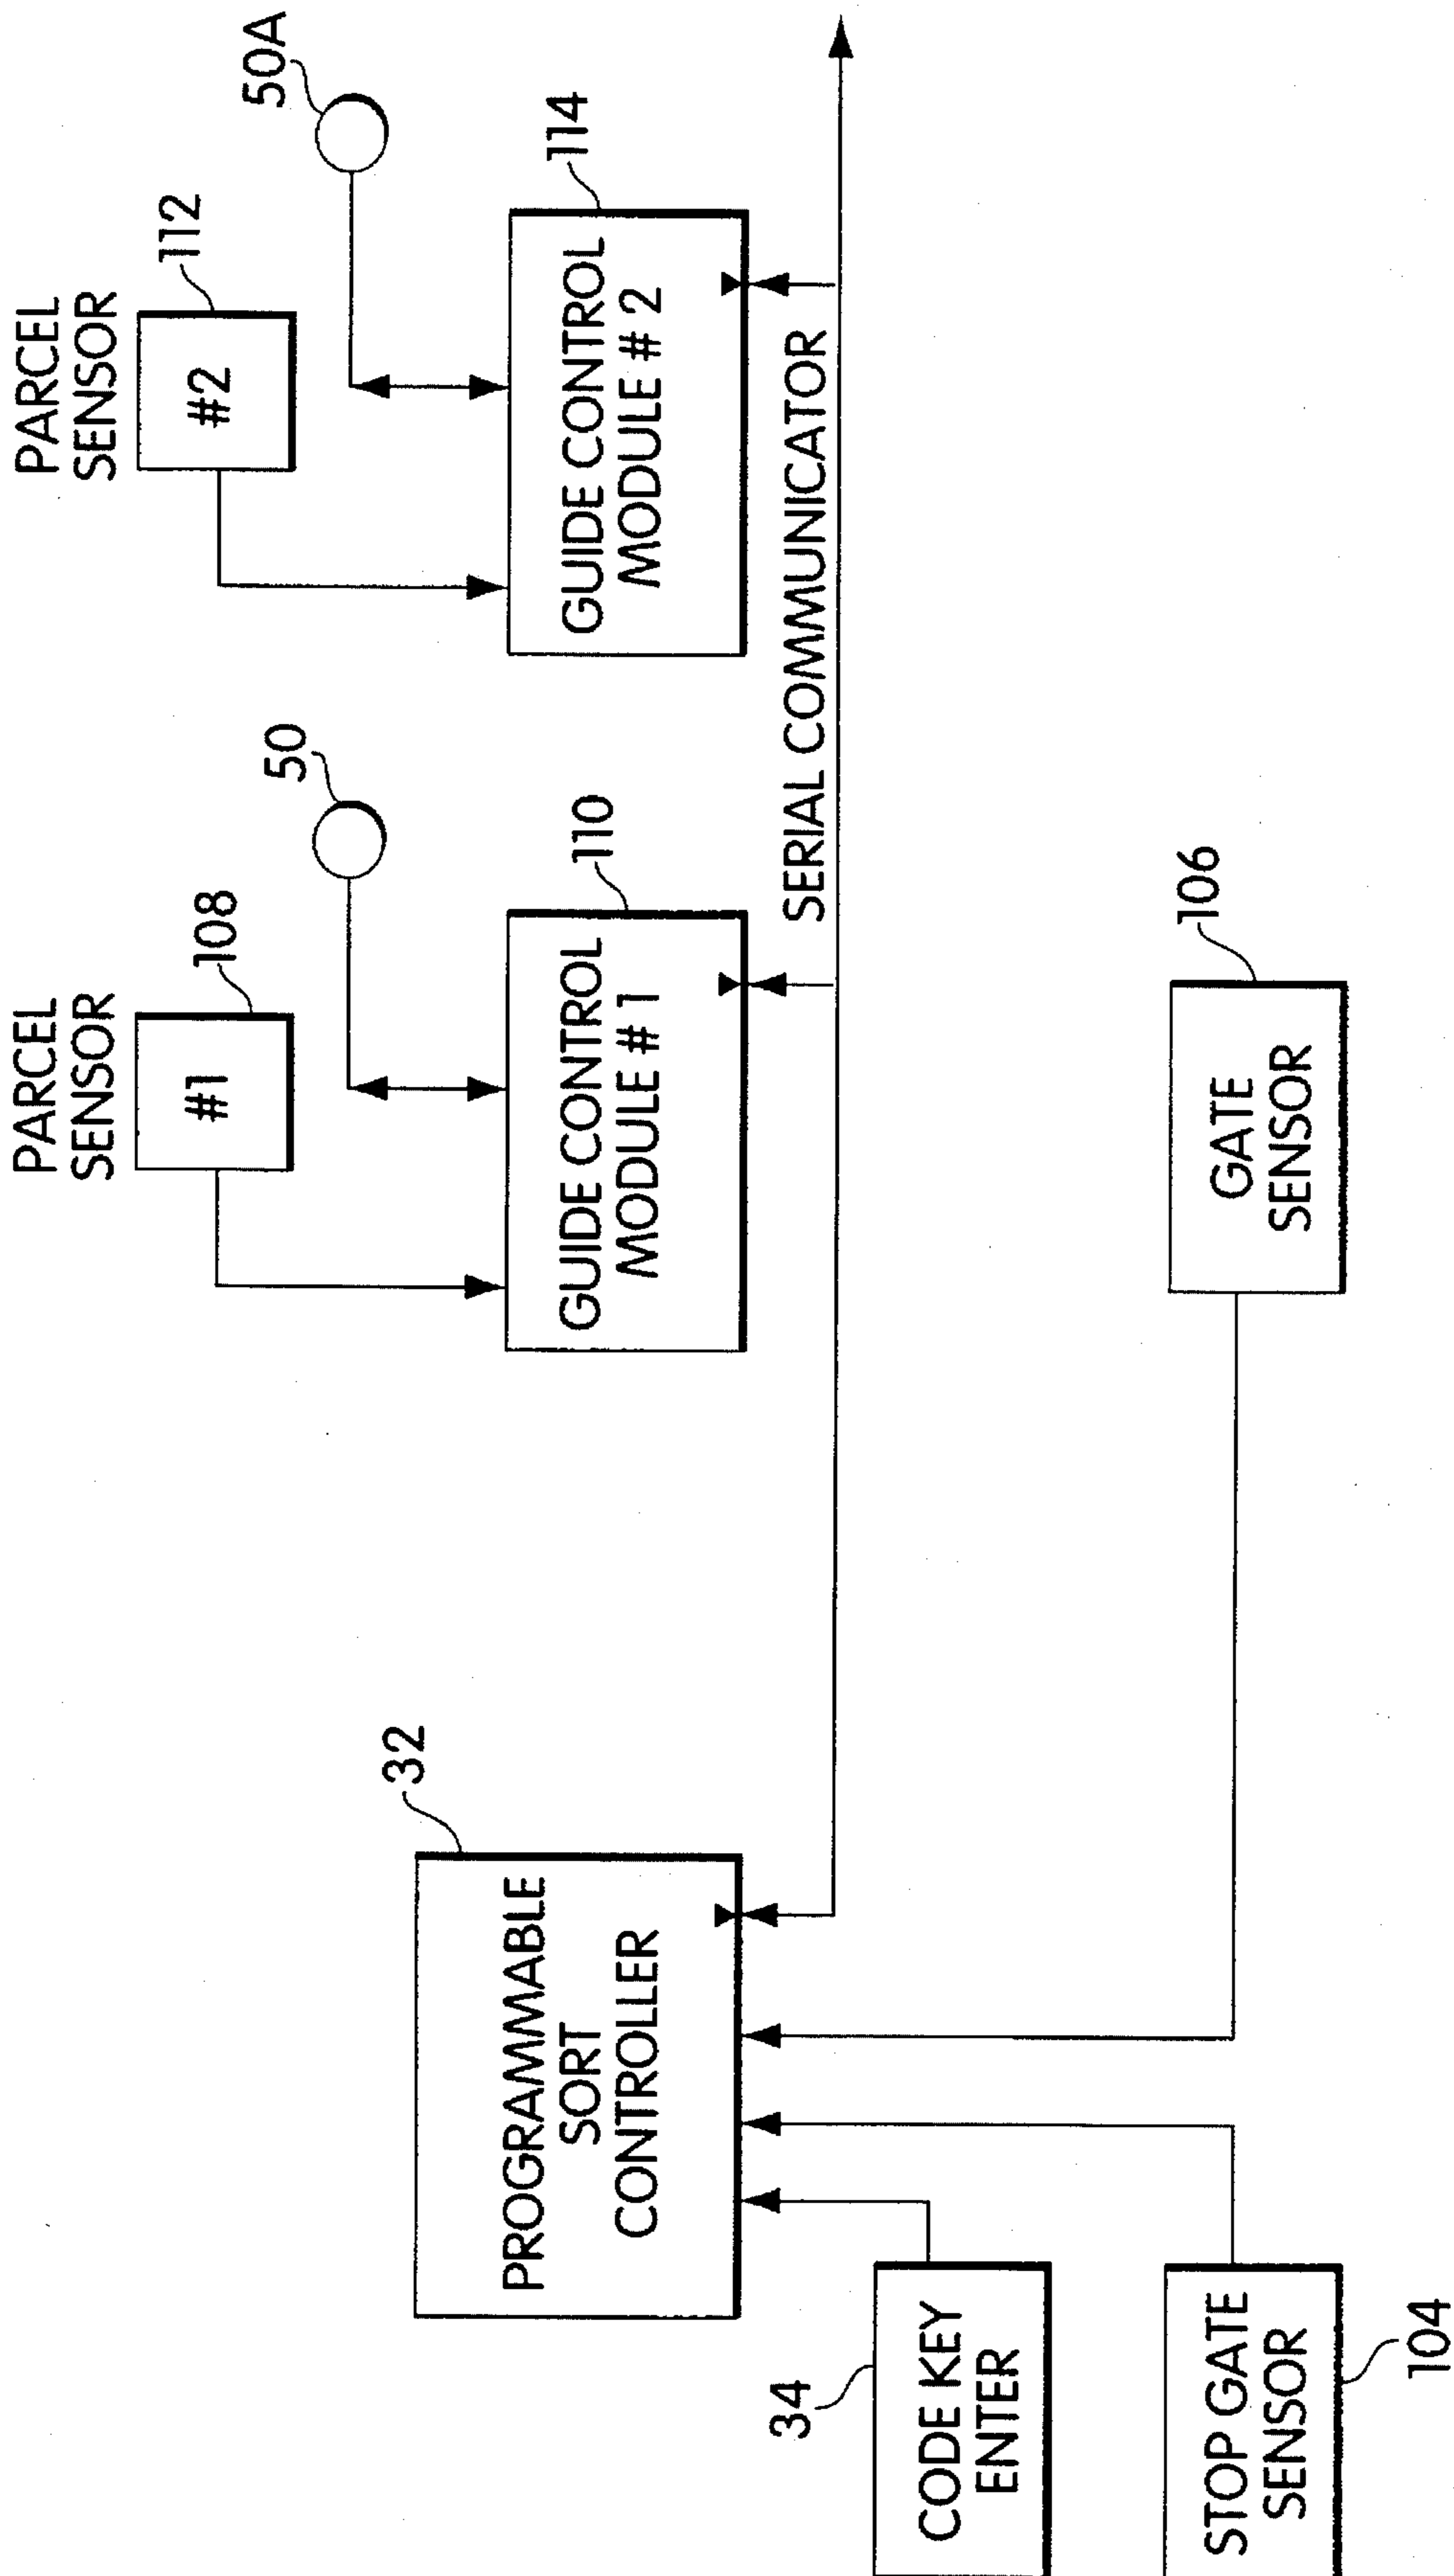 PARCEL
SENSOR
#1
108
50
PARCEL
SENSOR
#2
112
50A
PROGRAMMABLE
SORT
CONTROLLER
32
GUIDE CONTROL
MODULE # 1
110
GUIDE CONTROL
MODULE # 2
114
SERIAL COMMUNICATOR
34
CODE KEY
ENTER
STOP GATE
SENSOR
104
GATE
SENSOR
106